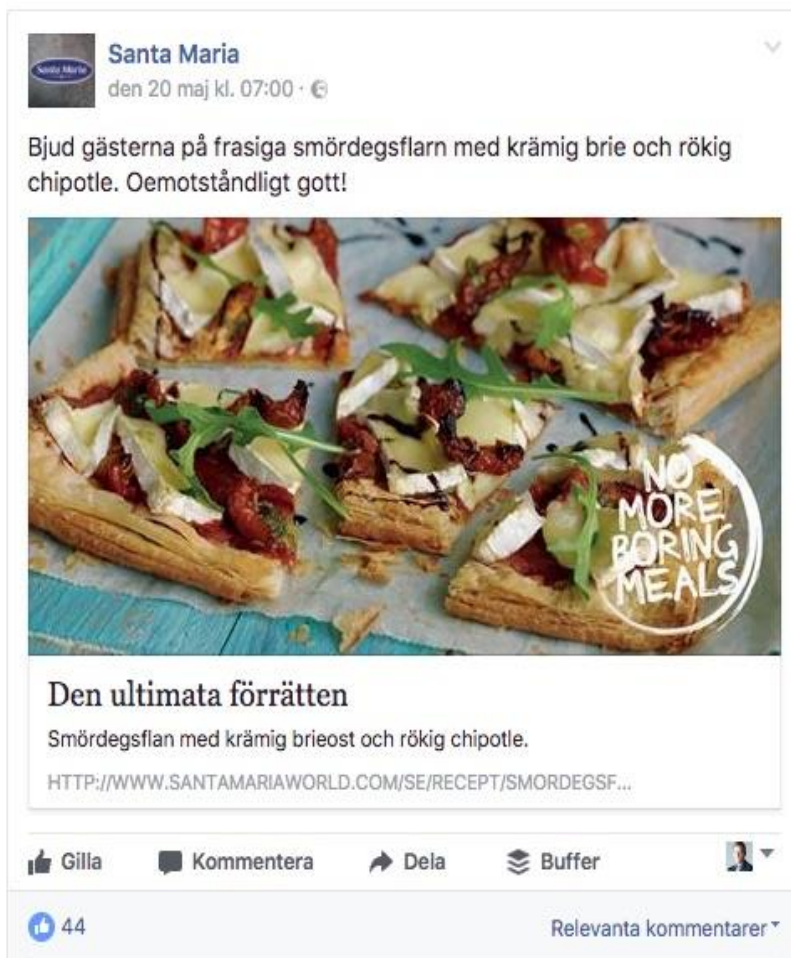 Santa Maria
Santa Maria
den 20 maj kl. 07:00 ·
Bjud gästerna på frasiga smördegsflarn med krämig brie och rökig
chipotle. Oemotståndligt gott!
NO
MORE
BORING
MEALS
Den ultimata förrätten
Smördegsflan med krämig brieost och rökig chipotle.
HTTP://WWW.SANTAMARIAWORLD.COM/SE/RECEPT/SMORDEGSF...
Gilla Kommentera Dela Buffer
44 Relevanta kommentarer